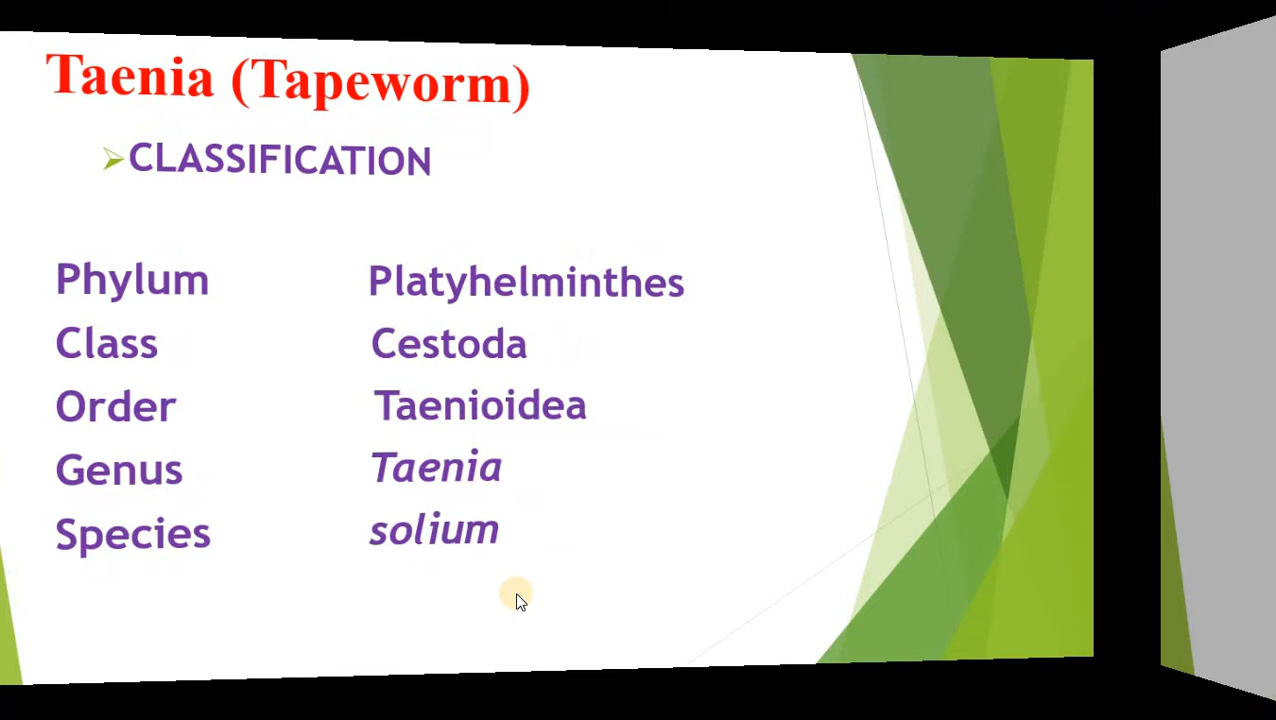 Taenia (Tapeworm)
CLASSIFICATION
Phylum Platyhelminthes
Class Cestoda
Order Taenioidea
Genus Taenia
Species solium